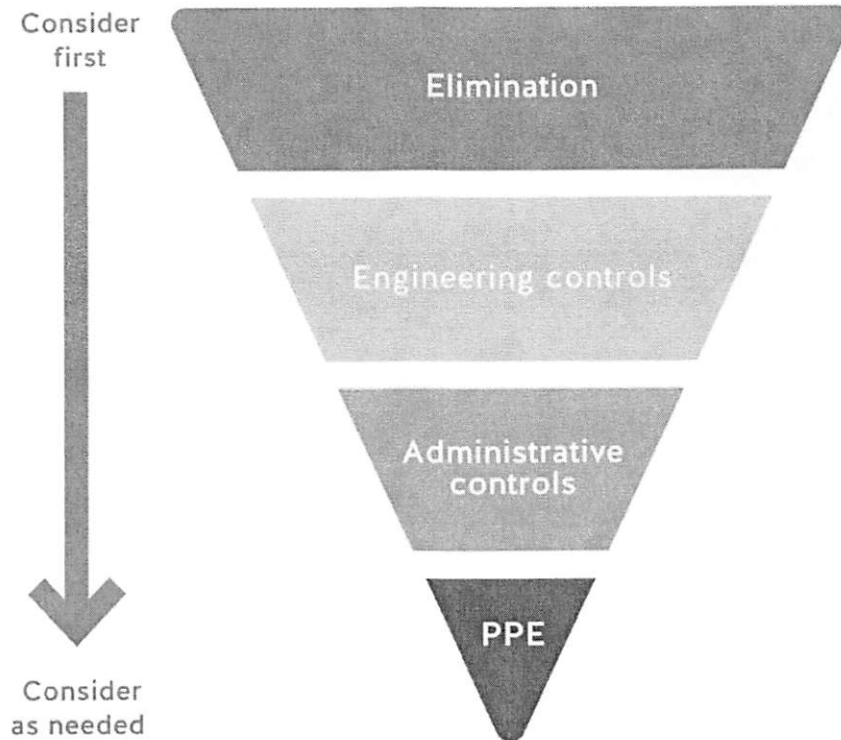 Consider
first
Elimination
Engineering controls
Administrative
controls
PPE
Consider
as needed